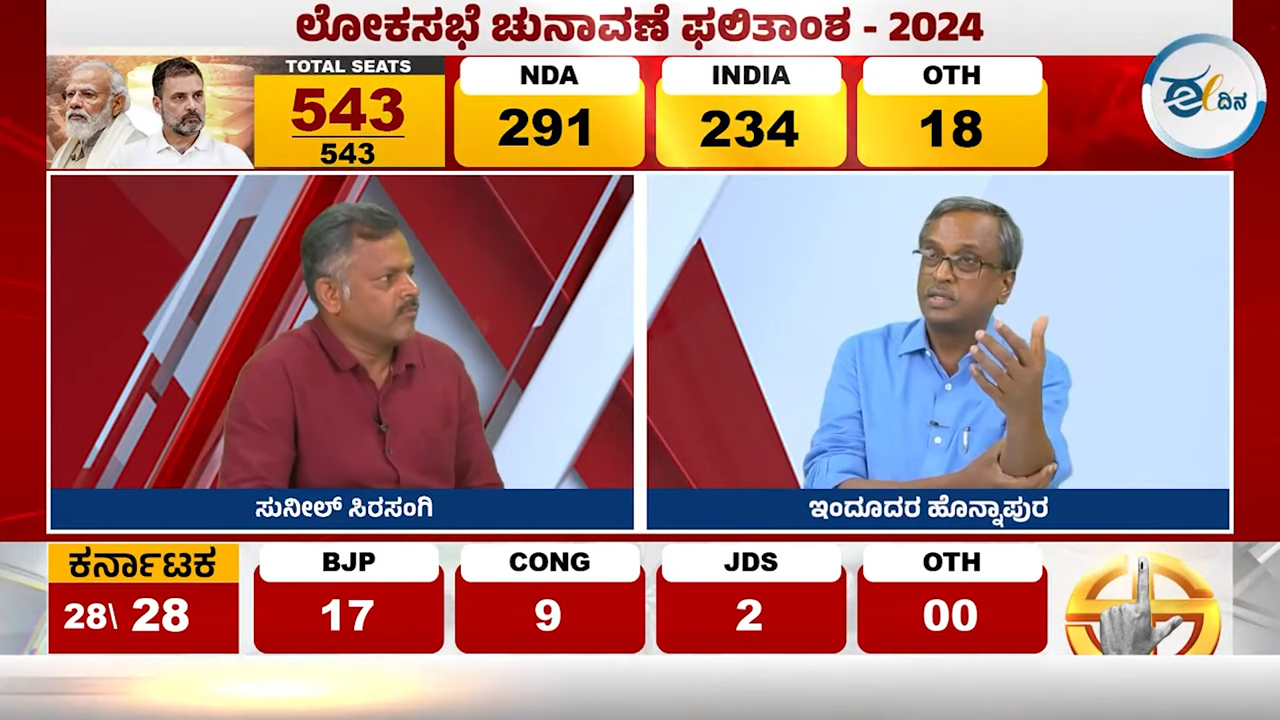 ಲೋಕಸಭೆ ಚುನಾವಣೆ ಫಲಿತಾಂಶ - 2024
TOTAL SEATS
543
543
NDA
291
INDIA
234
OTH
18
ಈ ದಿನ
ಸುನೀಲ್ ಸಿರಸಂಗಿ
ಇಂದೂದರ ಹೊನ್ನಾಪುರ
ಕರ್ನಾಟಕ
28\ 28
BJP
17
CONG
9
JDS
2
OTH
00